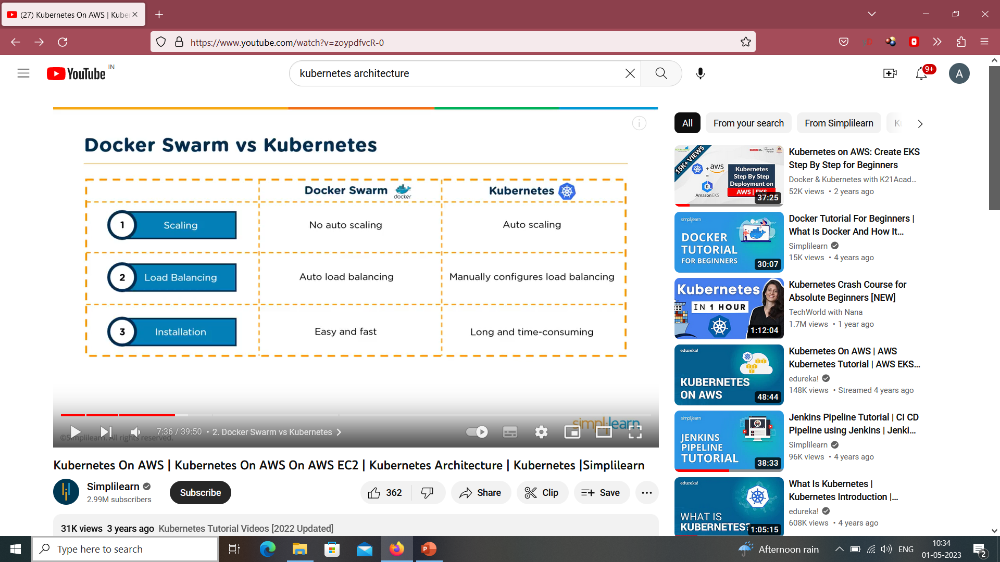 (27) Kubernetes On AWS | Kube
https://www.youtube.com/watch?v=zoypdfvcR-0
YouTube IN
kubernetes architecture
9+
A
Docker Swarm vs Kubernetes
Docker Swarm docker Kubernetes
1 Scaling No auto scaling Auto scaling
2 Load Balancing Auto load balancing Manually configures load balancing
3 Installation Easy and fast Long and time-consuming
simplilearn
7:36 / 39:50 • 2. Docker Swarm vs Kubernetes
©Simplilearn. All rights reserved.
Kubernetes On AWS | Kubernetes On AWS On AWS EC2 | Kubernetes Architecture | Kubernetes |Simplilearn
Simplilearn
2.99M subscribers
Subscribe
362
Share
Clip
Save
31K views 3 years ago Kubernetes Tutorial Videos [2022 Updated]
All
From your search
From Simplilearn
15K+ VIEWS
+ aws
=
Amazon EKS
Kubernetes
Step By Step
Deployment on
AWS | EKS
37:25
Kubernetes on AWS: Create EKS
Step By Step for Beginners
Docker & Kubernetes with K21Acad...
52K views • 2 years ago
simplilearn
DOCKER
TUTORIAL
FOR BEGINNERS
30:07
Docker Tutorial For Beginners |
What Is Docker And How It...
Simplilearn
15K views • 4 years ago
Kubernetes
IN 1 HOUR
1:12:04
Kubernetes Crash Course for
Absolute Beginners [NEW]
TechWorld with Nana
1.7M views • 1 year ago
edureka!
KUBERNETES
ON AWS
48:44
Kubernetes On AWS | AWS
Kubernetes Tutorial | AWS EKS...
edureka!
148K views • Streamed 4 years ago
simplilearn
JENKINS
PIPELINE
TUTORIAL
38:33
Jenkins Pipeline Tutorial | CI CD
Pipeline using Jenkins | Jenki...
Simplilearn
96K views • 4 years ago
edureka!
WHAT IS
KUBERNETES?
1:05:15
What Is Kubernetes |
Kubernetes Introduction |...
edureka!
608K views • 4 years ago
Type here to search
Afternoon rain
ENG
10:34
01-05-2023
2